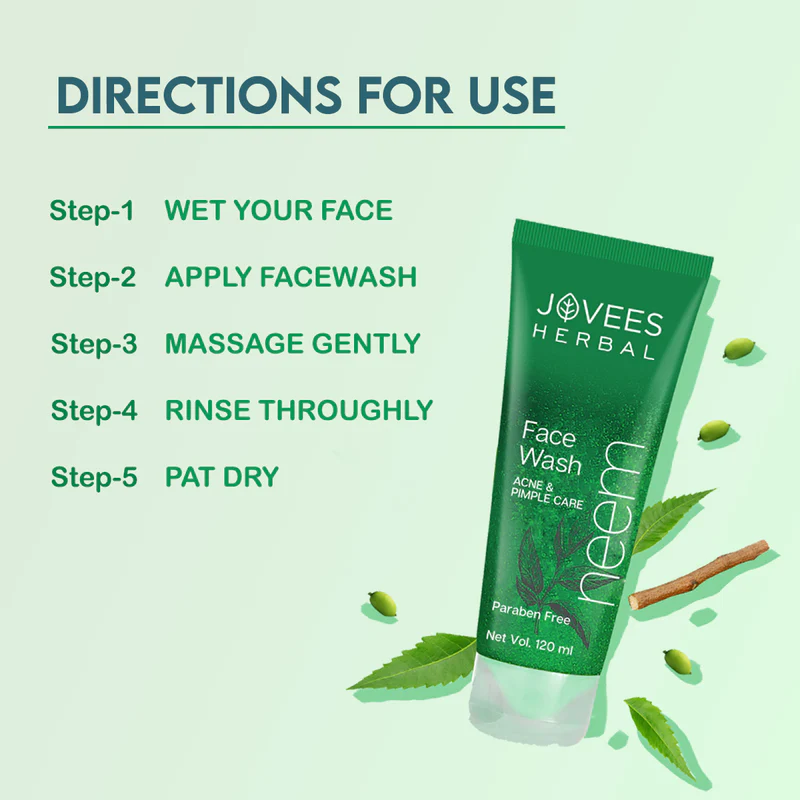 DIRECTIONS FOR USE
Step-1 WET YOUR FACE
Step-2 APPLY FACEWASH
Step-3 MASSAGE GENTLY
Step-4 RINSE THROUGHLY
Step-5 PAT DRY
JOVEES
HERBAL
Face
Wash
ACNE &
PIMPLE CARE
neem
Paraben Free
Net Vol. 120 ml